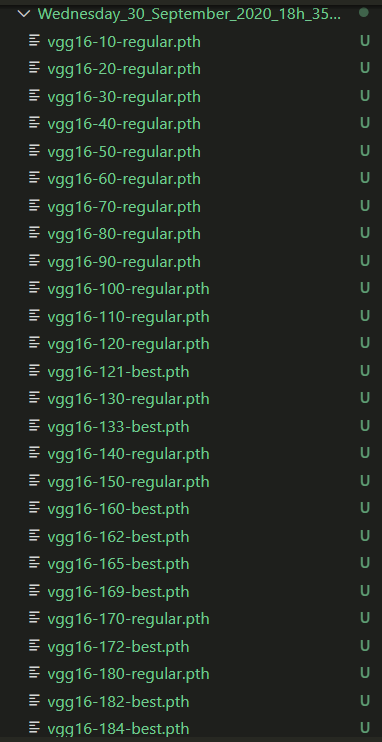 Wednesday_30_September_2020_18h_35...
vgg16-10-regular.pth U
vgg16-20-regular.pth U
vgg16-30-regular.pth U
vgg16-40-regular.pth U
vgg16-50-regular.pth U
vgg16-60-regular.pth U
vgg16-70-regular.pth U
vgg16-80-regular.pth U
vgg16-90-regular.pth U
vgg16-100-regular.pth U
vgg16-110-regular.pth U
vgg16-120-regular.pth U
vgg16-121-best.pth U
vgg16-130-regular.pth U
vgg16-133-best.pth U
vgg16-140-regular.pth U
vgg16-150-regular.pth U
vgg16-160-best.pth U
vgg16-162-best.pth U
vgg16-165-best.pth U
vgg16-169-best.pth U
vgg16-170-regular.pth U
vgg16-172-best.pth U
vgg16-180-regular.pth U
vgg16-182-best.pth U
vgg16-184-best.pth U